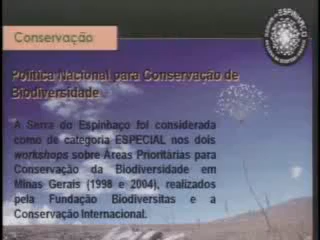 Conservação
Política Nacional para Conservação de
Biodiversidade
A Serra do Espinhaço foi considerada
como de categoria ESPECIAL nos dois
workshops sobre Áreas Prioritárias para
Conservação da Biodiversidade em
Minas Gerais (1998 e 2004), realizados
pela Fundação Biodiversitas e a
Conservação Internacional.
ESPINHAÇO